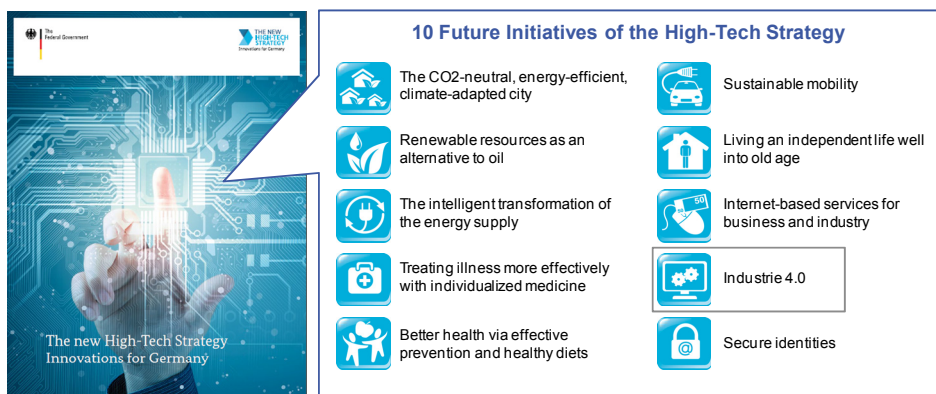 The
Federal Government
THE NEW
HIGH-TECH
STRATEGY
Innovations for Germany
The new High-Tech Strategy
Innovations for Germany
10 Future Initiatives of the High-Tech Strategy
The CO2-neutral, energy-efficient,
climate-adapted city
Renewable resources as an
alternative to oil
The intelligent transformation of
the energy supply
Treating illness more effectively
with individualized medicine
Better health via effective
prevention and healthy diets
Sustainable mobility
Living an independent life well
into old age
50
Internet-based services for
business and industry
Industrie 4.0
@
Secure identities